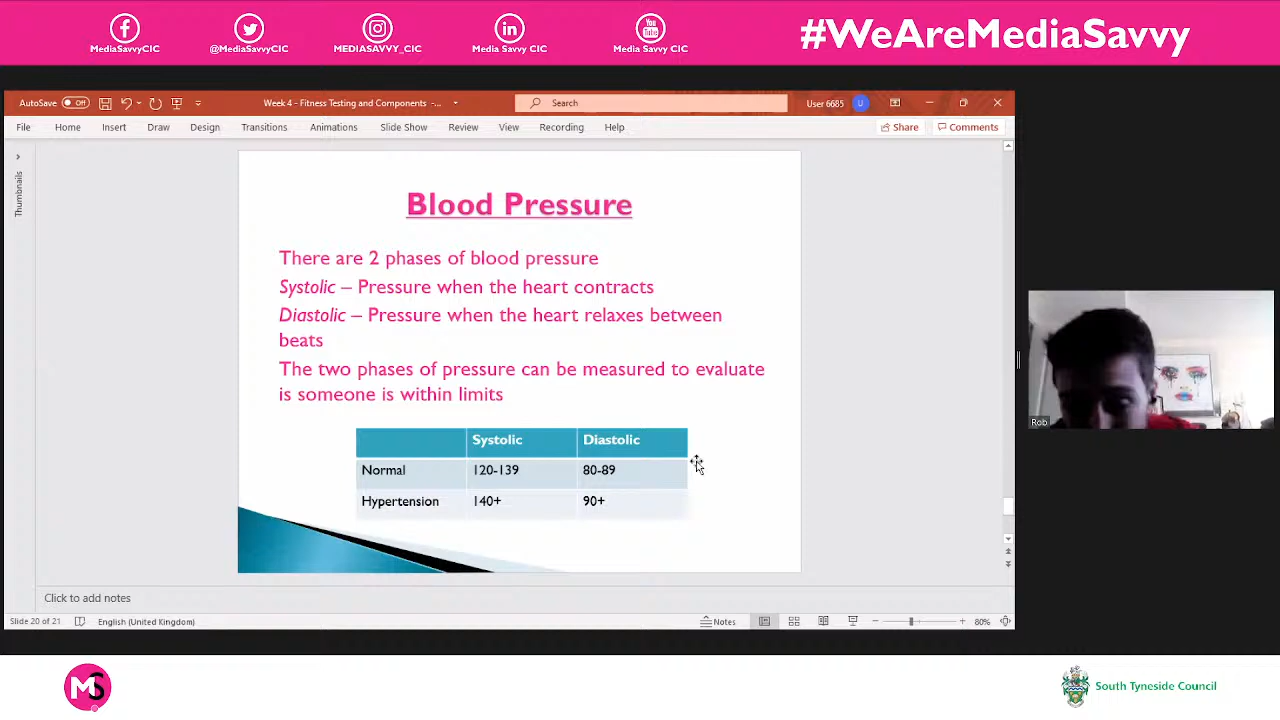 MediaSavvyCIC
@MediaSavvyCIC
MEDIASAVVY_CIC
Media Savvy CIC
You Tube
Media Savvy CIC
#WeAreMediaSavvy
AutoSave Off
Week 4 - Fitness Testing and Components -...
Search
User 6685
U
File Home Insert Draw Design Transitions Animations Slide Show Review View Recording Help Share Comments
Thumbnails
Blood Pressure
There are 2 phases of blood pressure
Systolic – Pressure when the heart contracts
Diastolic – Pressure when the heart relaxes between
beats
The two phases of pressure can be measured to evaluate
is someone is within limits
Systolic Diastolic
Normal 120-139 80-89
Hypertension 140+ 90+
Rob
Click to add notes
Slide 20 of 21 English (United Kingdom) Notes 80%
MS
South Tyneside Council